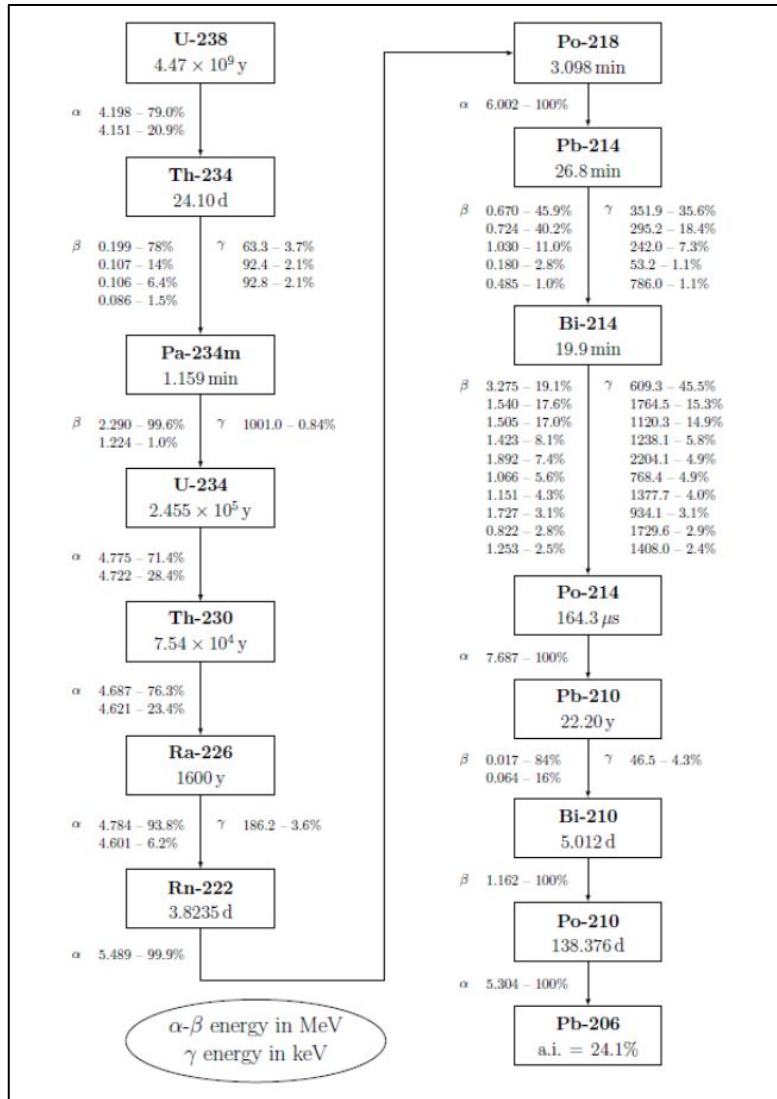 U-238
4.47 × 10⁹ y
α 4.198 – 79.0%
4.151 – 20.9%
Th-234
24.10 d
β 0.199 – 78% γ 63.3 – 3.7%
0.107 – 14% 92.4 – 2.1%
0.106 – 6.4% 92.8 – 2.1%
0.086 – 1.5%
Pa-234m
1.159 min
β 2.290 – 99.6% γ 1001.0 – 0.84%
1.224 – 1.0%
U-234
2.455 × 10⁵ y
α 4.775 – 71.4%
4.722 – 28.4%
Th-230
7.54 × 10⁴ y
α 4.687 – 76.3%
4.621 – 23.4%
Ra-226
1600 y
α 4.784 – 93.8% γ 186.2 – 3.6%
4.601 – 6.2%
Rn-222
3.8235 d
α 5.489 – 99.9%
α-β energy in MeV
γ energy in keV
Po-218
3.098 min
α 6.002 – 100%
Pb-214
26.8 min
β 0.670 – 45.9% γ 351.9 – 35.6%
0.724 – 40.2% 295.2 – 18.4%
1.030 – 11.0% 242.0 – 7.3%
0.180 – 2.8% 53.2 – 1.1%
0.485 – 1.0% 786.0 – 1.1%
Bi-214
19.9 min
β 3.275 – 19.1% γ 609.3 – 45.5%
1.540 – 17.6% 1764.5 – 15.3%
1.505 – 17.0% 1120.3 – 14.9%
1.423 – 8.1% 1238.1 – 5.8%
1.892 – 7.4% 2204.1 – 4.9%
1.066 – 5.6% 768.4 – 4.9%
1.151 – 4.3% 1377.7 – 4.0%
1.727 – 3.1% 934.1 – 3.1%
0.822 – 2.8% 1729.6 – 2.9%
1.253 – 2.5% 1408.0 – 2.4%
Po-214
164.3 μs
α 7.687 – 100%
Pb-210
22.20 y
β 0.017 – 84% γ 46.5 – 4.3%
0.064 – 16%
Bi-210
5.012 d
β 1.162 – 100%
Po-210
138.376 d
α 5.304 – 100%
Pb-206
a.i. = 24.1%